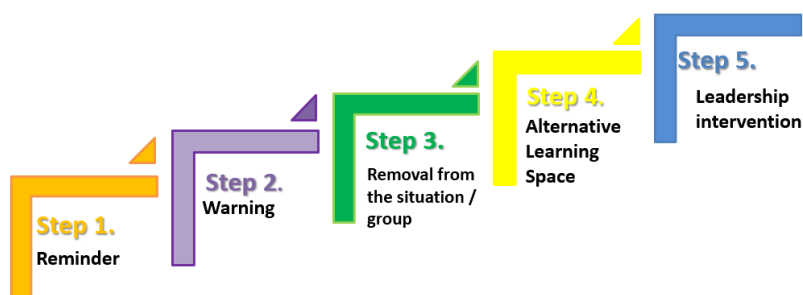 Step 1.
Reminder
Step 2.
Warning
Step 3.
Removal from
the situation /
group
Step 4.
Alternative
Learning
Space
Step 5.
Leadership
intervention